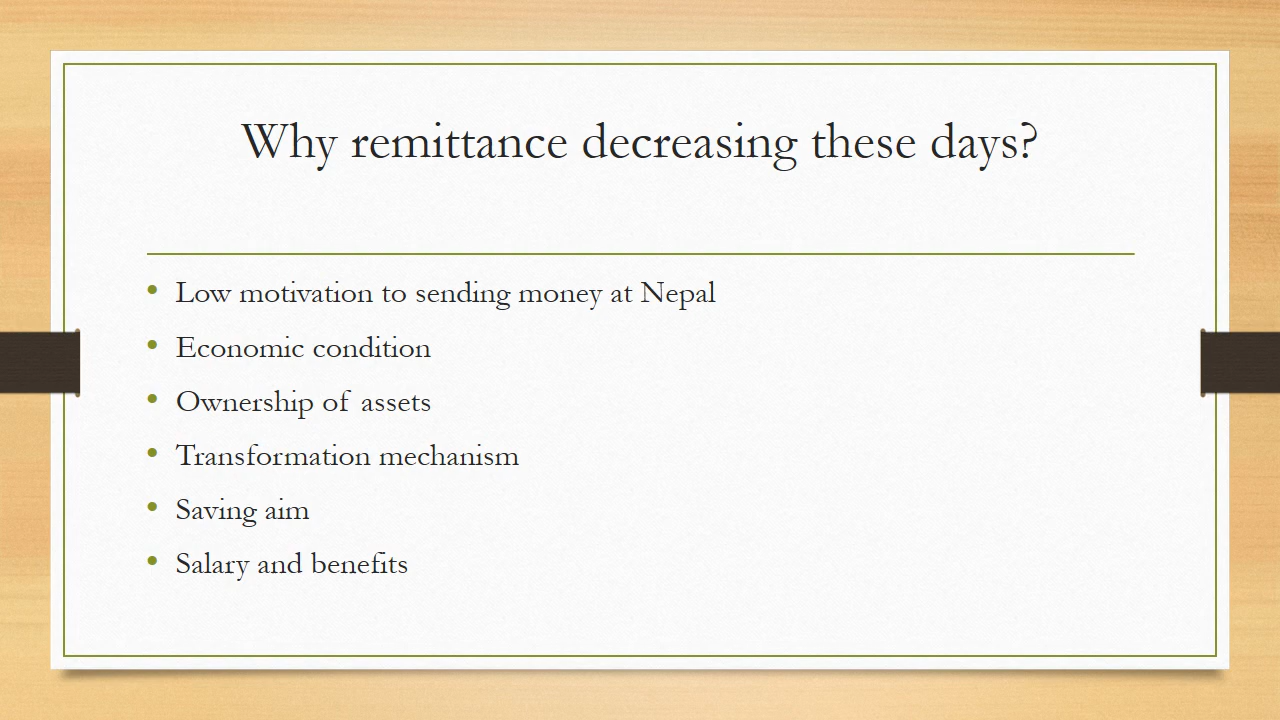 Why remittance decreasing these days?
• Low motivation to sending money at Nepal
• Economic condition
• Ownership of assets
• Transformation mechanism
• Saving aim
• Salary and benefits